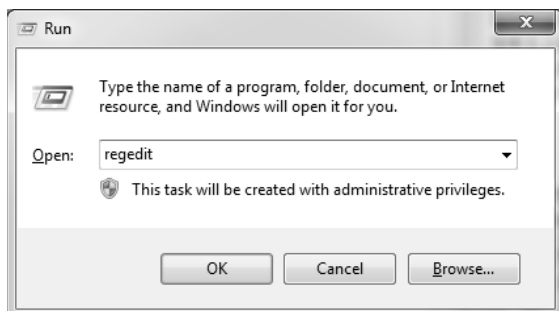 Run
Type the name of a program, folder, document, or Internet
resource, and Windows will open it for you.
Open: regedit
This task will be created with administrative privileges.
OK Cancel Browse...